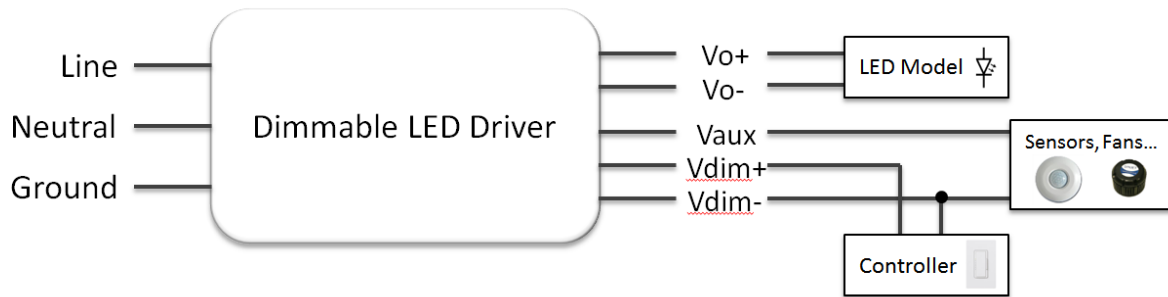 Line
Neutral
Ground
Dimmable LED Driver
Vo+
Vo-
Vaux
Vdim+
Vdim-
LED Model
Sensors, Fans...
Controller